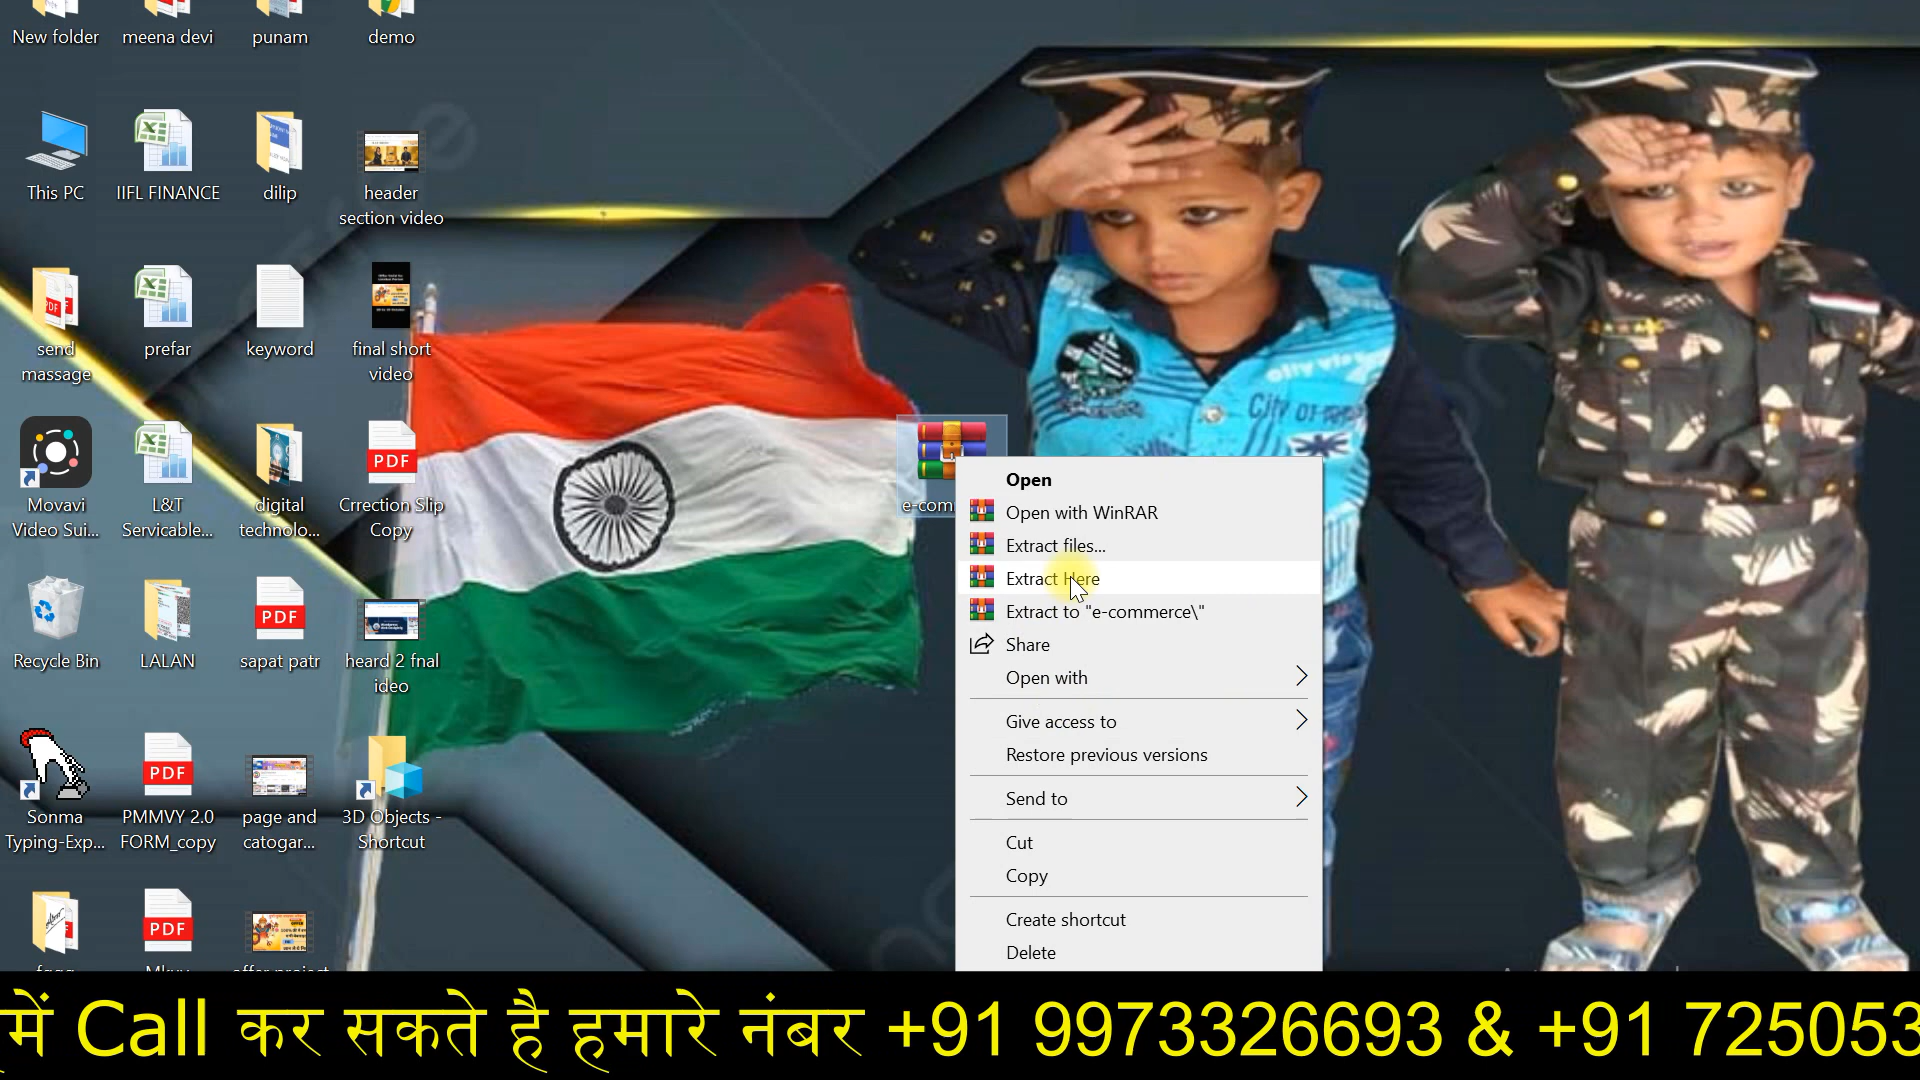 New folder
meena devi
punam
demo
This PC
IIFL FINANCE
dilip
header
section video
send
massage
prefar
keyword
final short
video
Movavi
Video Sui...
L&T
Servicable...
digital
technolo...
Crrection Slip
Copy
Recycle Bin
LALAN
sapat patr
heard 2 fnal
ideo
Sonma
Typing-Exp...
PMMVY 2.0
FORM_copy
page and
catogar...
3D Objects -
Shortcut
PDF
PDF
PDF
PDF
e-com
Open
Open with WinRAR
Extract files...
Extract Here
Extract to "e-commerce\"
Share
Open with
Give access to
Restore previous versions
Send to
Cut
Copy
Create shortcut
Delete
में Call कर सकते है हमारे नंबर +91 9973326693 & +91 725053